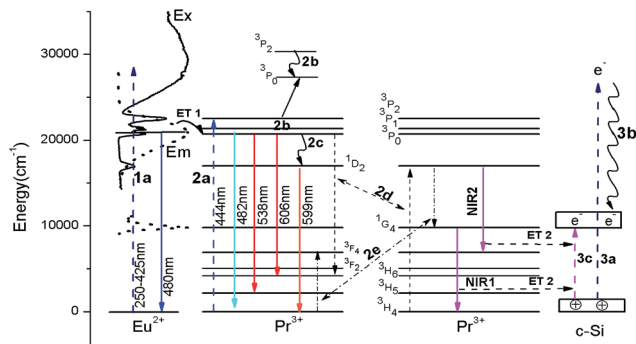 Energy(cm⁻¹)
30000
20000
10000
0
Ex
Em
1a
250-425nm
480nm
Eu²⁺
ET 1
2a
444nm
482nm
538nm
606nm
599nm
³P₂
³P₀
2b
2b
2c
¹D₂
2d
2e
³F₄
³F₂
Pr³⁺
³P₂
³P₁
³P₀
¹G₄
³H₆
³H₅
³H₄
NIR2
NIR1
ET 2
ET 2
Pr³⁺
e⁻
3b
e⁻
e⁻
3c
3a
c-Si